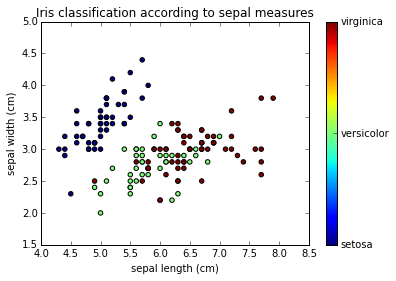 Iris classification according to sepal measures
5.0
4.5
4.0
3.5
3.0
2.5
2.0
1.5
sepal width (cm)
4.0 4.5 5.0 5.5 6.0 6.5 7.0 7.5 8.0 8.5
sepal length (cm)
virginica
versicolor
setosa